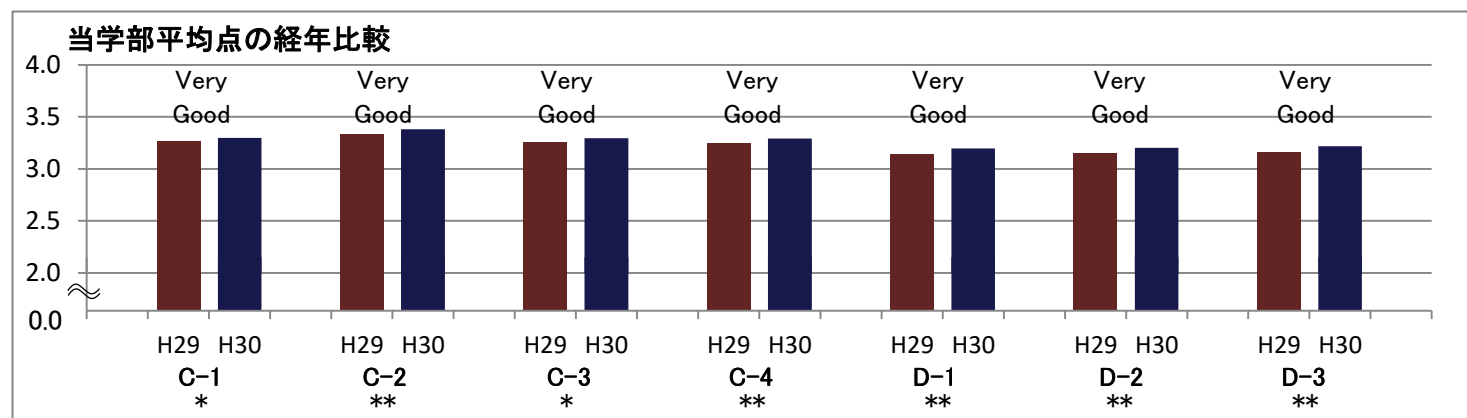 当学部平均点の経年比較
4.0
3.5
3.0
2.5
2.0
0.0
Very Good
Very Good
Very Good
Very Good
Very Good
Very Good
Very Good
H29 H30 H29 H30 H29 H30 H29 H30 H29 H30 H29 H30 H29 H30
C-1 C-2 C-3 C-4 D-1 D-2 D-3
* ** * ** ** ** **